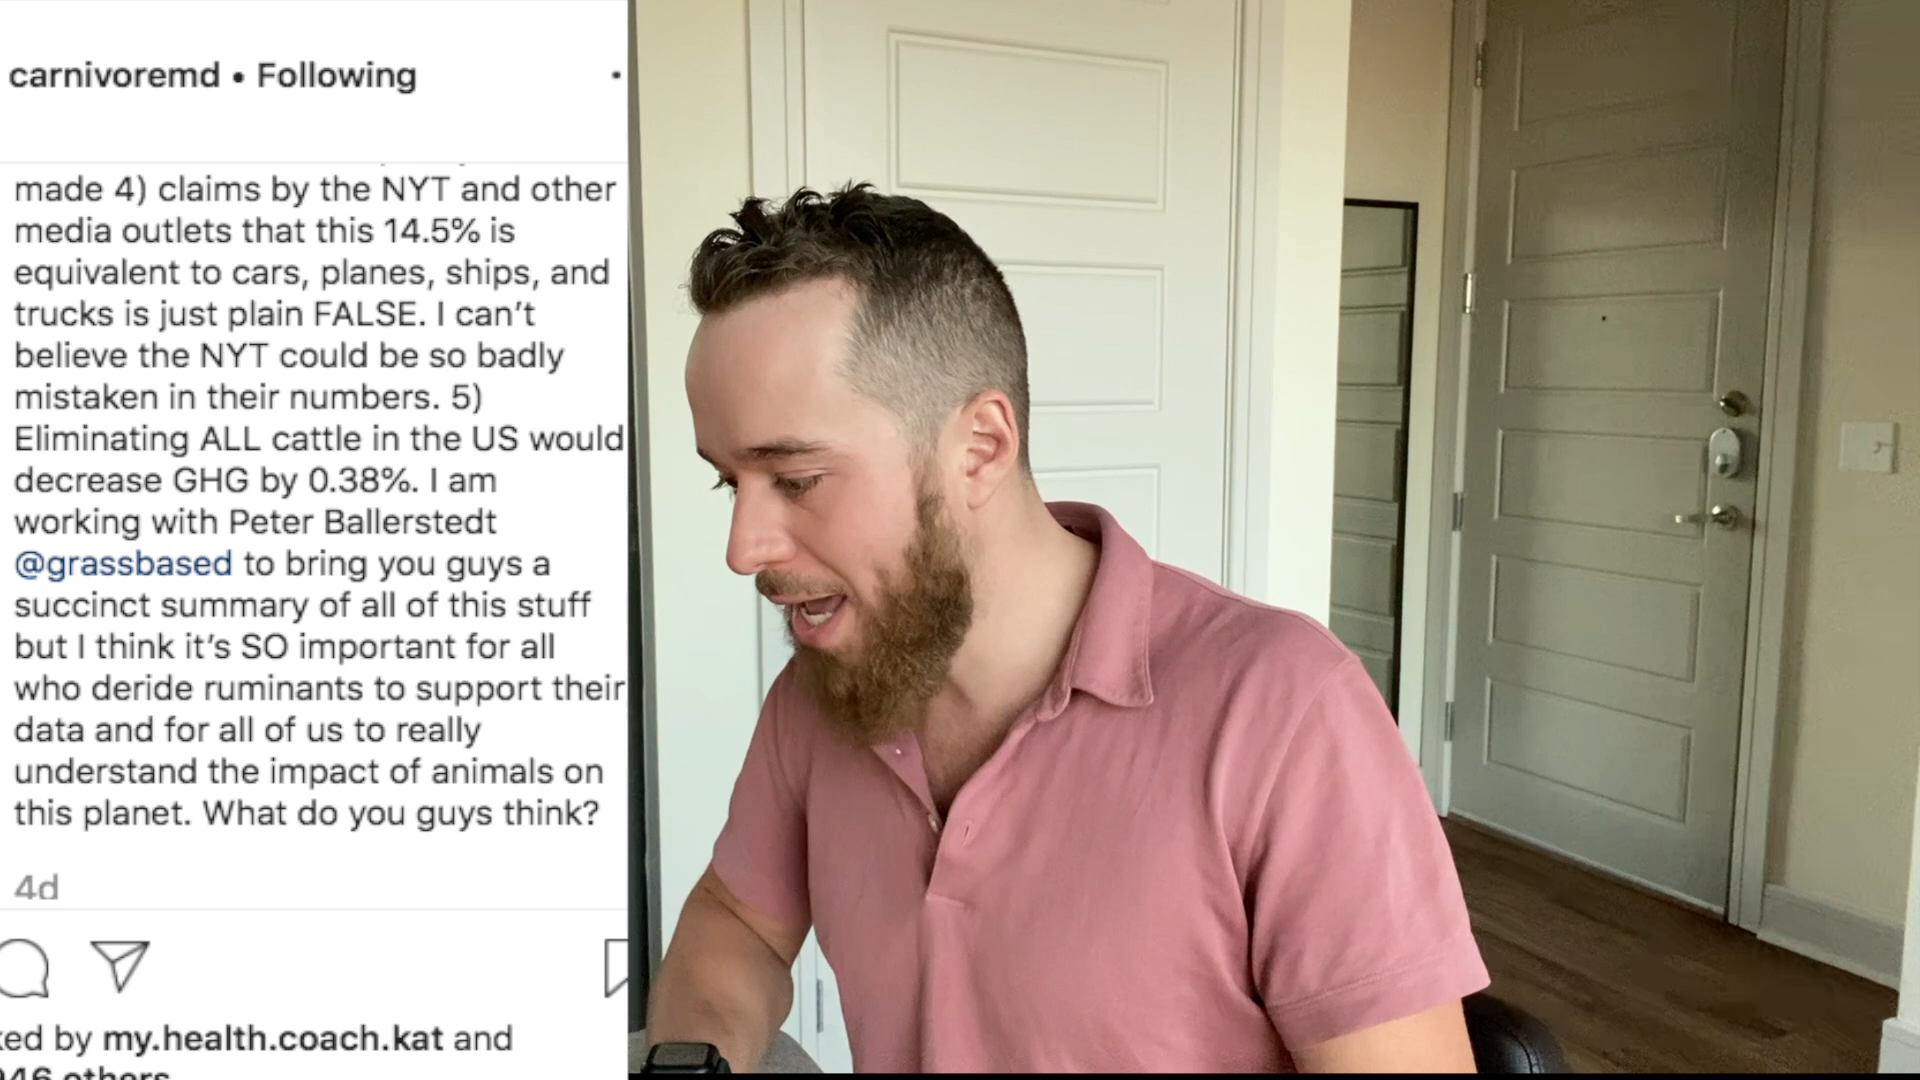 carnivoremd • Following
made 4) claims by the NYT and other
media outlets that this 14.5% is
equivalent to cars, planes, ships, and
trucks is just plain FALSE. I can't
believe the NYT could be so badly
mistaken in their numbers. 5)
Eliminating ALL cattle in the US would
decrease GHG by 0.38%. I am
working with Peter Ballerstedt
@grassbased to bring you guys a
succinct summary of all of this stuff
but I think it's SO important for all
who deride ruminants to support their
data and for all of us to really
understand the impact of animals on
this planet. What do you guys think?
4d
ked by my.health.coach.kat and
946 others